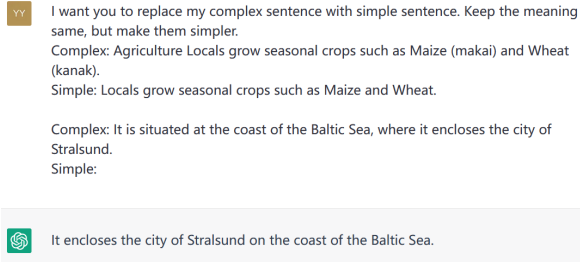 YY
I want you to replace my complex sentence with simple sentence. Keep the meaning
same, but make them simpler.
Complex: Agriculture Locals grow seasonal crops such as Maize (makai) and Wheat
(kanak).
Simple: Locals grow seasonal crops such as Maize and Wheat.
Complex: It is situated at the coast of the Baltic Sea, where it encloses the city of
Stralsund.
Simple:
It encloses the city of Stralsund on the coast of the Baltic Sea.